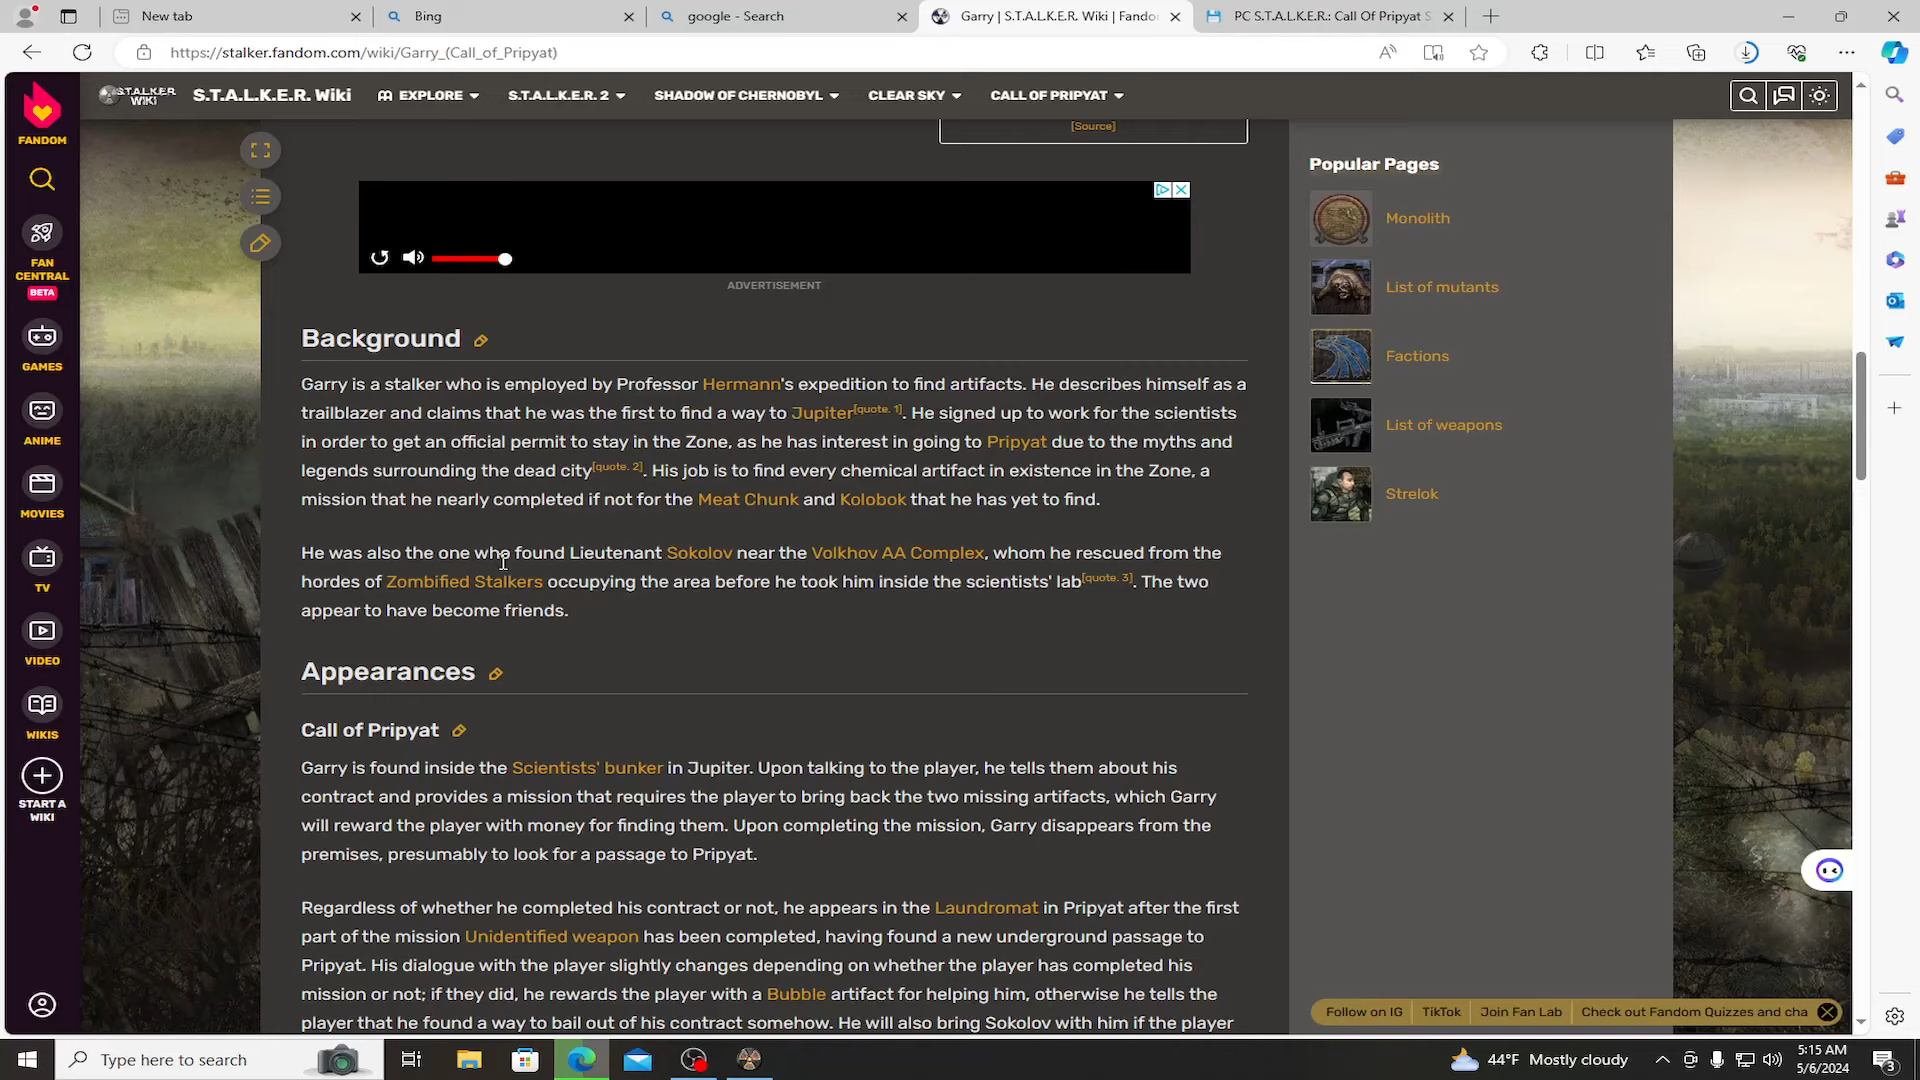 New tab
Bing
google - Search
Garry | S.T.A.L.K.E.R. Wiki | Fando
PC S.T.A.L.K.E.R.: Call Of Pripyat S
https://stalker.fandom.com/wiki/Garry_(Call_of_Pripyat)
FANDOM
FAN CENTRAL
BETA
GAMES
ANIME
MOVIES
TV
VIDEO
WIKIS
START A WIKI
S.T.A.L.K.E.R. WIKI
S.T.A.L.K.E.R. Wiki
EXPLORE
S.T.A.L.K.E.R. 2
SHADOW OF CHERNOBYL
CLEAR SKY
CALL OF PRIPYAT
[Source]
ADVERTISEMENT
Background
Garry is a stalker who is employed by Professor Hermann's expedition to find artifacts. He describes himself as a
trailblazer and claims that he was the first to find a way to Jupiter[quote. 1]. He signed up to work for the scientists
in order to get an official permit to stay in the Zone, as he has interest in going to Pripyat due to the myths and
legends surrounding the dead city[quote. 2]. His job is to find every chemical artifact in existence in the Zone, a
mission that he nearly completed if not for the Meat Chunk and Kolobok that he has yet to find.
He was also the one who found Lieutenant Sokolov near the Volkhov AA Complex, whom he rescued from the
hordes of Zombified Stalkers occupying the area before he took him inside the scientists' lab[quote. 3]. The two
appear to have become friends.
Appearances
Call of Pripyat
Garry is found inside the Scientists' bunker in Jupiter. Upon talking to the player, he tells them about his
contract and provides a mission that requires the player to bring back the two missing artifacts, which Garry
will reward the player with money for finding them. Upon completing the mission, Garry disappears from the
premises, presumably to look for a passage to Pripyat.
Regardless of whether he completed his contract or not, he appears in the Laundromat in Pripyat after the first
part of the mission Unidentified weapon has been completed, having found a new underground passage to
Pripyat. His dialogue with the player slightly changes depending on whether the player has completed his
mission or not; if they did, he rewards the player with a Bubble artifact for helping him, otherwise he tells the
player that he found a way to bail out of his contract somehow. He will also bring Sokolov with him if the player
Popular Pages
Monolith
List of mutants
Factions
List of weapons
Strelok
Follow on IG
TikTok
Join Fan Lab
Check out Fandom Quizzes and cha
Type here to search
44°F Mostly cloudy
5:15 AM
5/6/2024
3